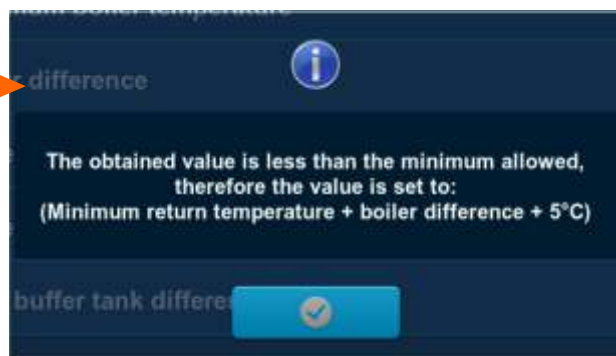 difference
The obtained value is less than the minimum allowed,
therefore the value is set to:
(Minimum return temperature + boiler difference + 5°C)
buffer tank